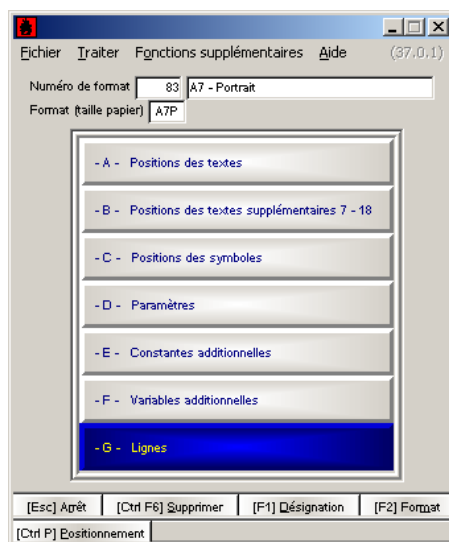 Fichier Traiter Fonctions supplémentaires Aide (37.0.1)
Numéro de format 83 A7 - Portrait
Format (taille papier) A7P
- A - Positions des textes
- B - Positions des textes supplémentaires 7 - 18
- C - Positions des symboles
- D - Paramètres
- E - Constantes additionnelles
- F - Variables additionnelles
- G - Lignes
[Esc] Arrêt [Ctrl F6] Supprimer [F1] Désignation [F2] Format
[Ctrl P] Positionnement